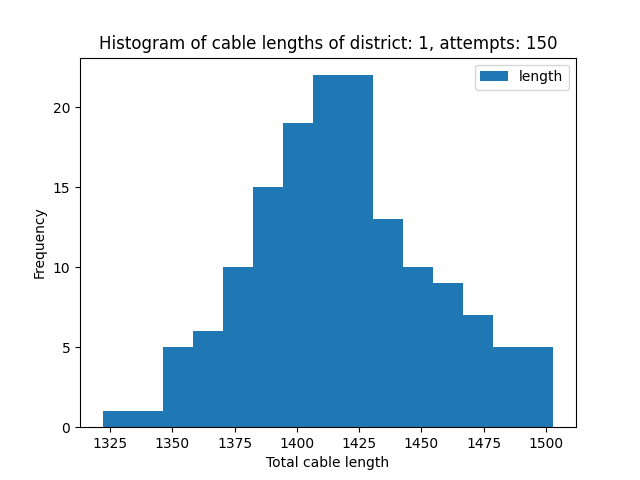 Histogram of cable lengths of district: 1, attempts: 150
length
20
15
10
5
0
Frequency
1325 1350 1375 1400 1425 1450 1475 1500
Total cable length